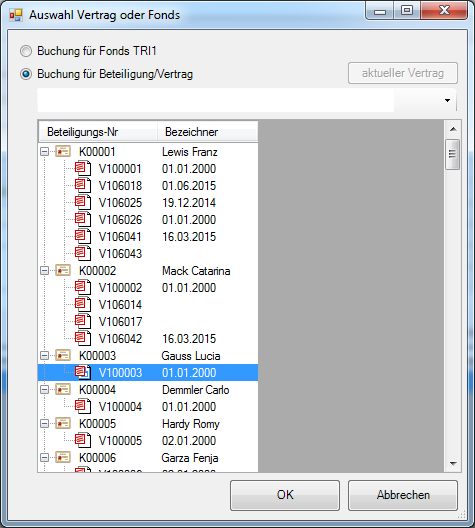 Auswahl Vertrag oder Fonds
Buchung für Fonds TRI1
Buchung für Beteiligung/Vertrag
aktueller Vertrag
Beteiligungs-Nr Bezeichner
K00001 Lewis Franz
V100001 01.01.2000
V106018 01.06.2015
V106025 19.12.2014
V106026 01.01.2000
V106041 16.03.2015
V106043
K00002 Mack Catarina
V100002 01.01.2000
V106014
V106017
V106042 16.03.2015
K00003 Gauss Lucia
V100003 01.01.2000
K00004 Demmler Carlo
V100004 01.01.2000
K00005 Hardy Romy
V100005 02.01.2000
K00006 Garza Fenja
OK Abbrechen